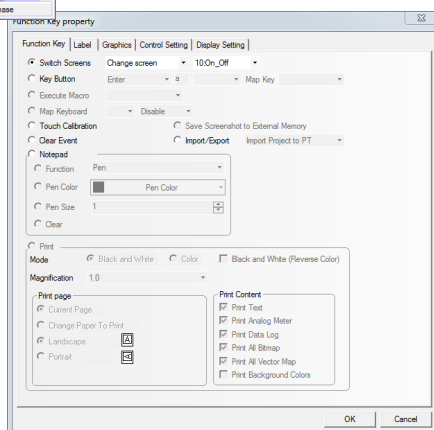 ase
Function Key property
Function Key Label Graphics Control Setting Display Setting
Switch Screens Change screen 10:On_Off
Key Button Enter a Map Key
Execute Macro
Map Keyboard Disable
Touch Calibration Save Screenshot to External Memory
Clear Event Import/Export Import Project to PT
Notepad
Function Pen
Pen Color Pen Color
Pen Size 1
Clear
Print
Mode Black and White Color Black and White (Reverse Color)
Magnification 1.0
Print page
Current Page
Change Paper To Print
Landscape A
Portrait A
Print Content
Print Text
Print Analog Meter
Print Data Log
Print All Bitmap
Print All Vector Map
Print Background Colors
OK Cancel